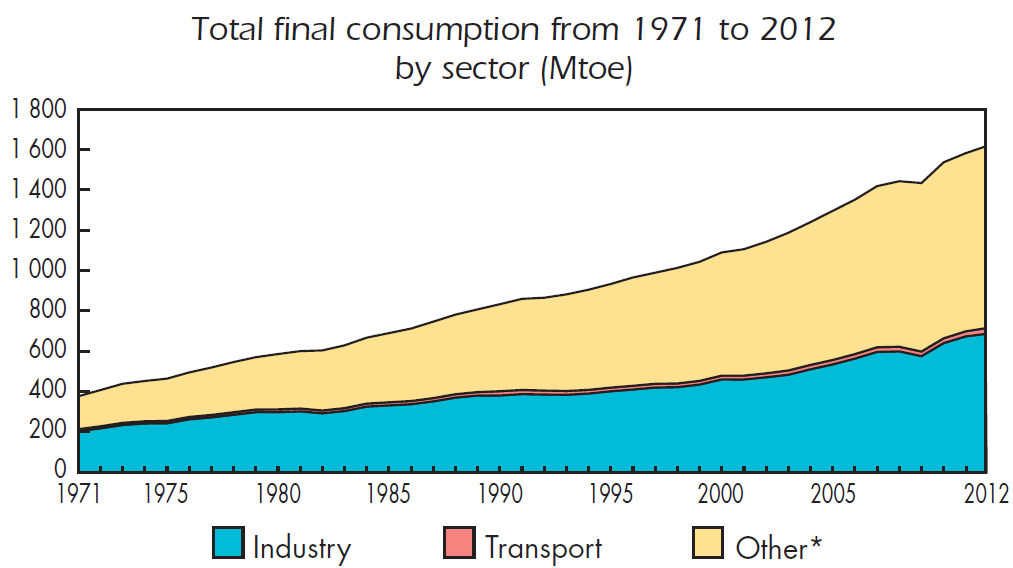 Total final consumption from 1971 to 2012
by sector (Mtoe)
1 800
1 600
1 400
1 200
1 000
800
600
400
200
0
1971 1975 1980 1985 1990 1995 2000 2005 2012
Industry Transport Other*